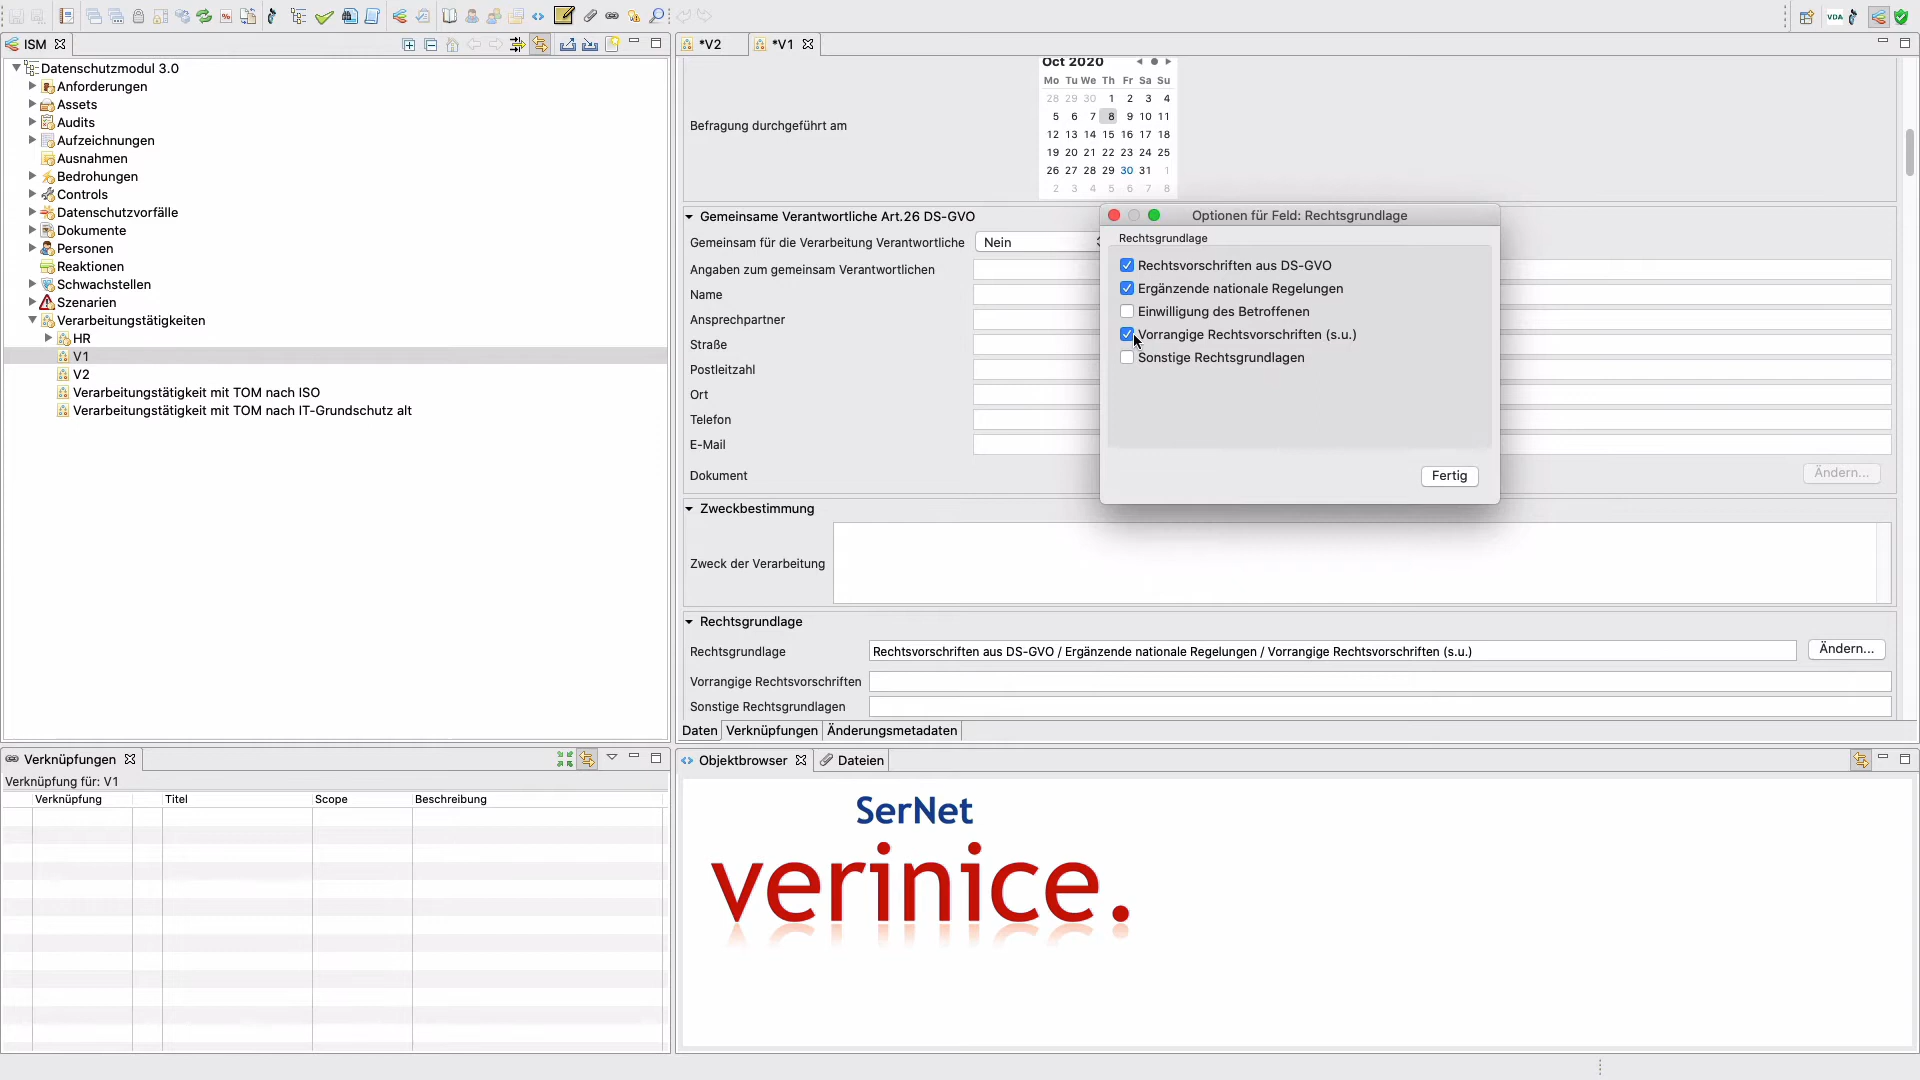 VDA
ISM
Datenschutzmodul 3.0
Anforderungen
Assets
Audits
Aufzeichnungen
Ausnahmen
Bedrohungen
Controls
Datenschutzvorfälle
Dokumente
Personen
Reaktionen
Schwachstellen
Szenarien
Verarbeitungstätigkeiten
HR
V1
V2
Verarbeitungstätigkeit mit TOM nach ISO
Verarbeitungstätigkeit mit TOM nach IT-Grundschutz alt
*V2
*V1
Oct 2020
Mo Tu We Th Fr Sa Su
28 29 30 1 2 3 4
5 6 7 8 9 10 11
12 13 14 15 16 17 18
19 20 21 22 23 24 25
26 27 28 29 30 31 1
2 3 4 5 6 7 8
Befragung durchgeführt am
Gemeinsame Verantwortliche Art.26 DS-GVO
Gemeinsam für die Verarbeitung Verantwortliche Nein
Angaben zum gemeinsam Verantwortlichen
Name
Ansprechpartner
Straße
Postleitzahl
Ort
Telefon
E-Mail
Dokument
Ändern...
Optionen für Feld: Rechtsgrundlage
Rechtsgrundlage
Rechtsvorschriften aus DS-GVO
Ergänzende nationale Regelungen
Einwilligung des Betroffenen
Vorrangige Rechtsvorschriften (s.u.)
Sonstige Rechtsgrundlagen
Fertig
Zweckbestimmung
Zweck der Verarbeitung
Rechtsgrundlage
Rechtsgrundlage Rechtsvorschriften aus DS-GVO / Ergänzende nationale Regelungen / Vorrangige Rechtsvorschriften (s.u.) Ändern...
Vorrangige Rechtsvorschriften
Sonstige Rechtsgrundlagen
Daten Verknüpfungen Änderungsmetadaten
Verknüpfungen
Verknüpfung für: V1
Verknüpfung Titel Scope Beschreibung
Objektbrowser Dateien
SerNet
verinice.